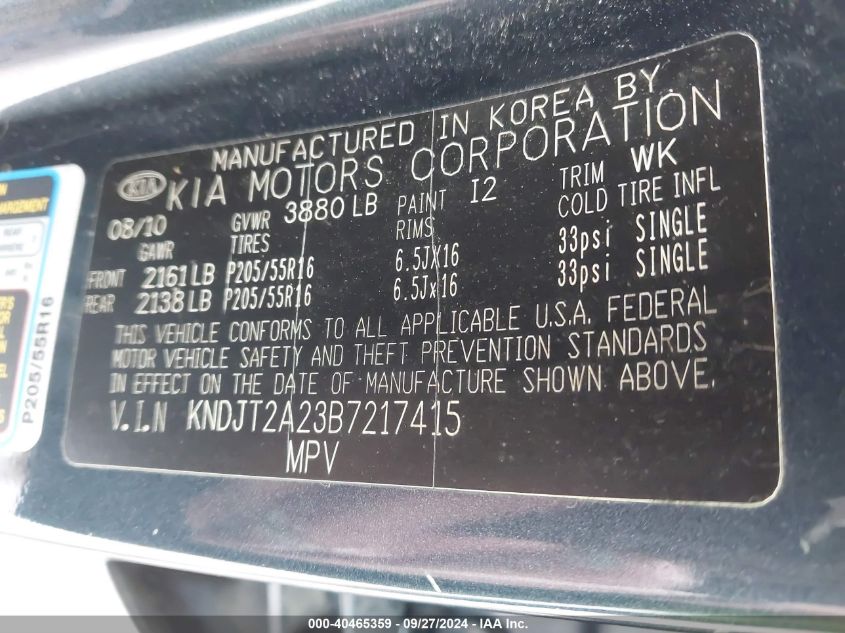 MANUFACTURED IN KOREA BY
KIA KIA MOTORS CORPORATION
08/10 GVWR 3880 LB PAINT I2 TRIM WK
GAWR TIRES RIMS COLD TIRE INFL
FRONT 2161 LB P205/55R16 6.5JX16 33psi SINGLE
REAR 2138 LB P205/55R16 6.5Jx16 33psi SINGLE
THIS VEHICLE CONFORMS TO ALL APPLICABLE U.S.A. FEDERAL
MOTOR VEHICLE SAFETY AND THEFT PREVENTION STANDARDS
IN EFFECT ON THE DATE OF MANUFACTURE SHOWN ABOVE.
V.I.N KNDJT2A23B7217415
MPV
P205/55R16
000-40465359 - 09/27/2024 - IAA Inc.